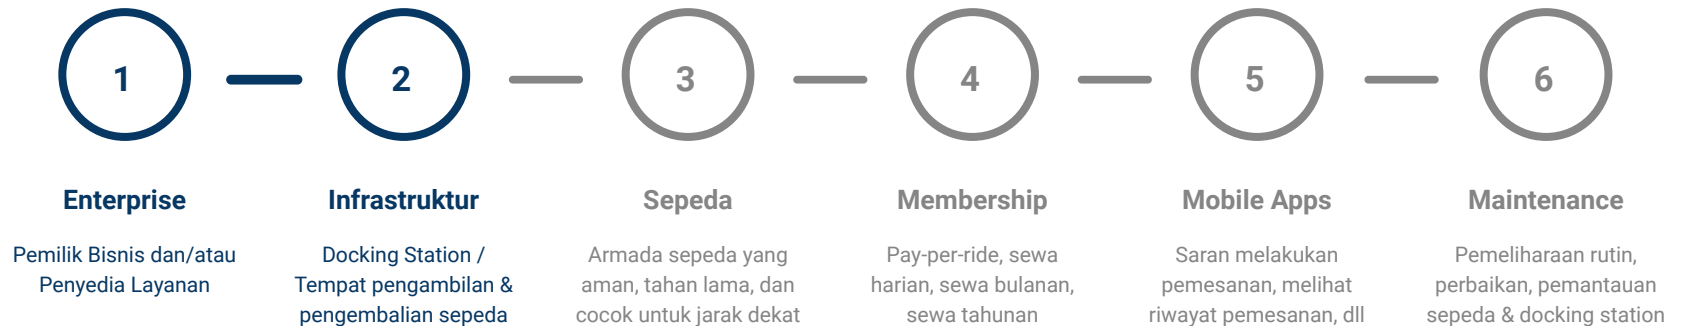 1
2
3
4
5
6
Enterprise
Pemilik Bisnis dan/atau
Penyedia Layanan
Infrastruktur
Docking Station /
Tempat pengambilan &
pengembalian sepeda
Sepeda
Armada sepeda yang
aman, tahan lama, dan
cocok untuk jarak dekat
Membership
Pay-per-ride, sewa
harian, sewa bulanan,
sewa tahunan
Mobile Apps
Saran melakukan
pemesanan, melihat
riwayat pemesanan, dll
Maintenance
Pemeliharaan rutin,
perbaikan, pemantauan
sepeda & docking station